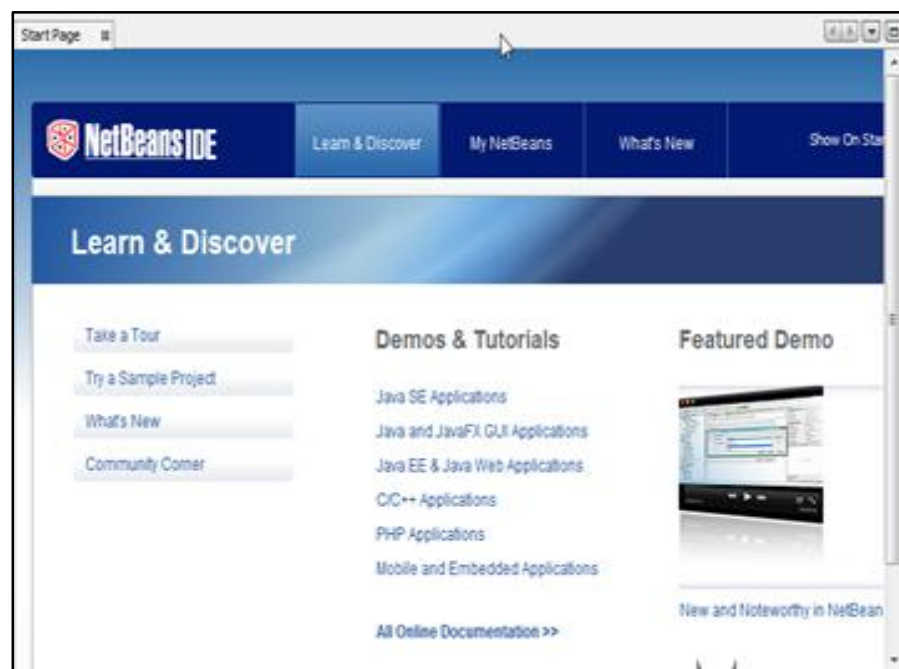 Start Page
NetBeans IDE
Learn & Discover
My NetBeans
What's New
Show On Star
Learn & Discover
Take a Tour
Try a Sample Project
What's New
Community Corner
Demos & Tutorials
Java SE Applications
Java and JavaFX GUI Applications
Java EE & Java Web Applications
C/C++ Applications
PHP Applications
Mobile and Embedded Applications
All Online Documentation >>
Featured Demo
New and Noteworthy in NetBean